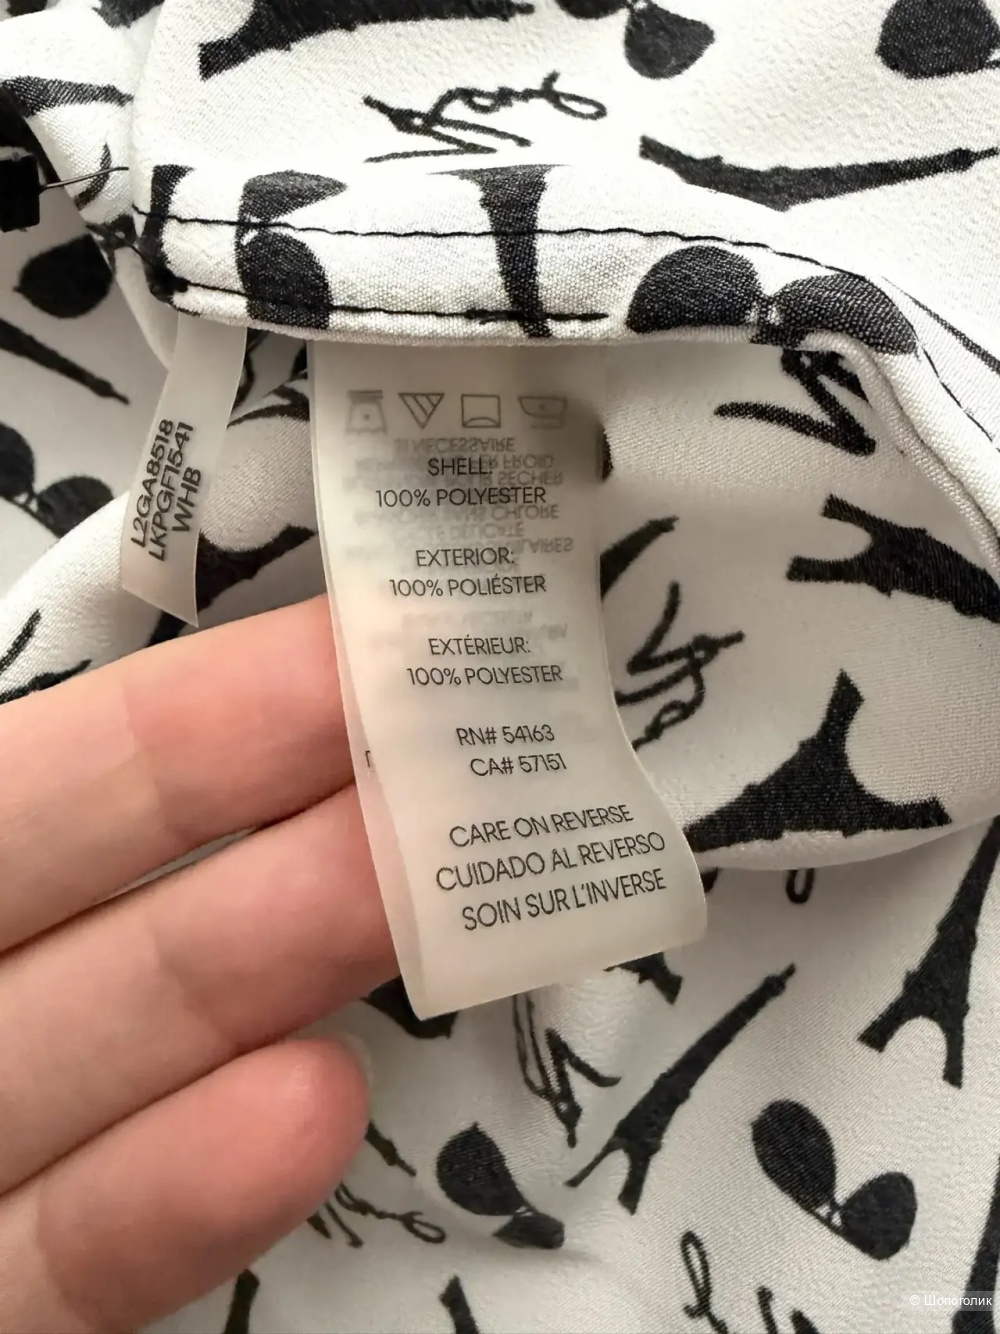 L2GA8518
LKPGF1541
WHB
SHELL:
100% POLYESTER
EXTERIOR:
100% POLIÉSTER
EXTÉRIEUR:
100% POLYESTER
RN# 54163
CA# 57151
CARE ON REVERSE
CUIDADO AL REVERSO
SOIN SUR L'INVERSE
© Шопоголик